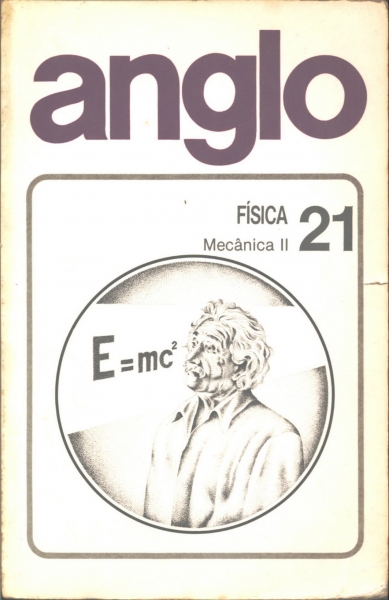 anglo
FÍSICA 21
Mecânica II
E=mc²